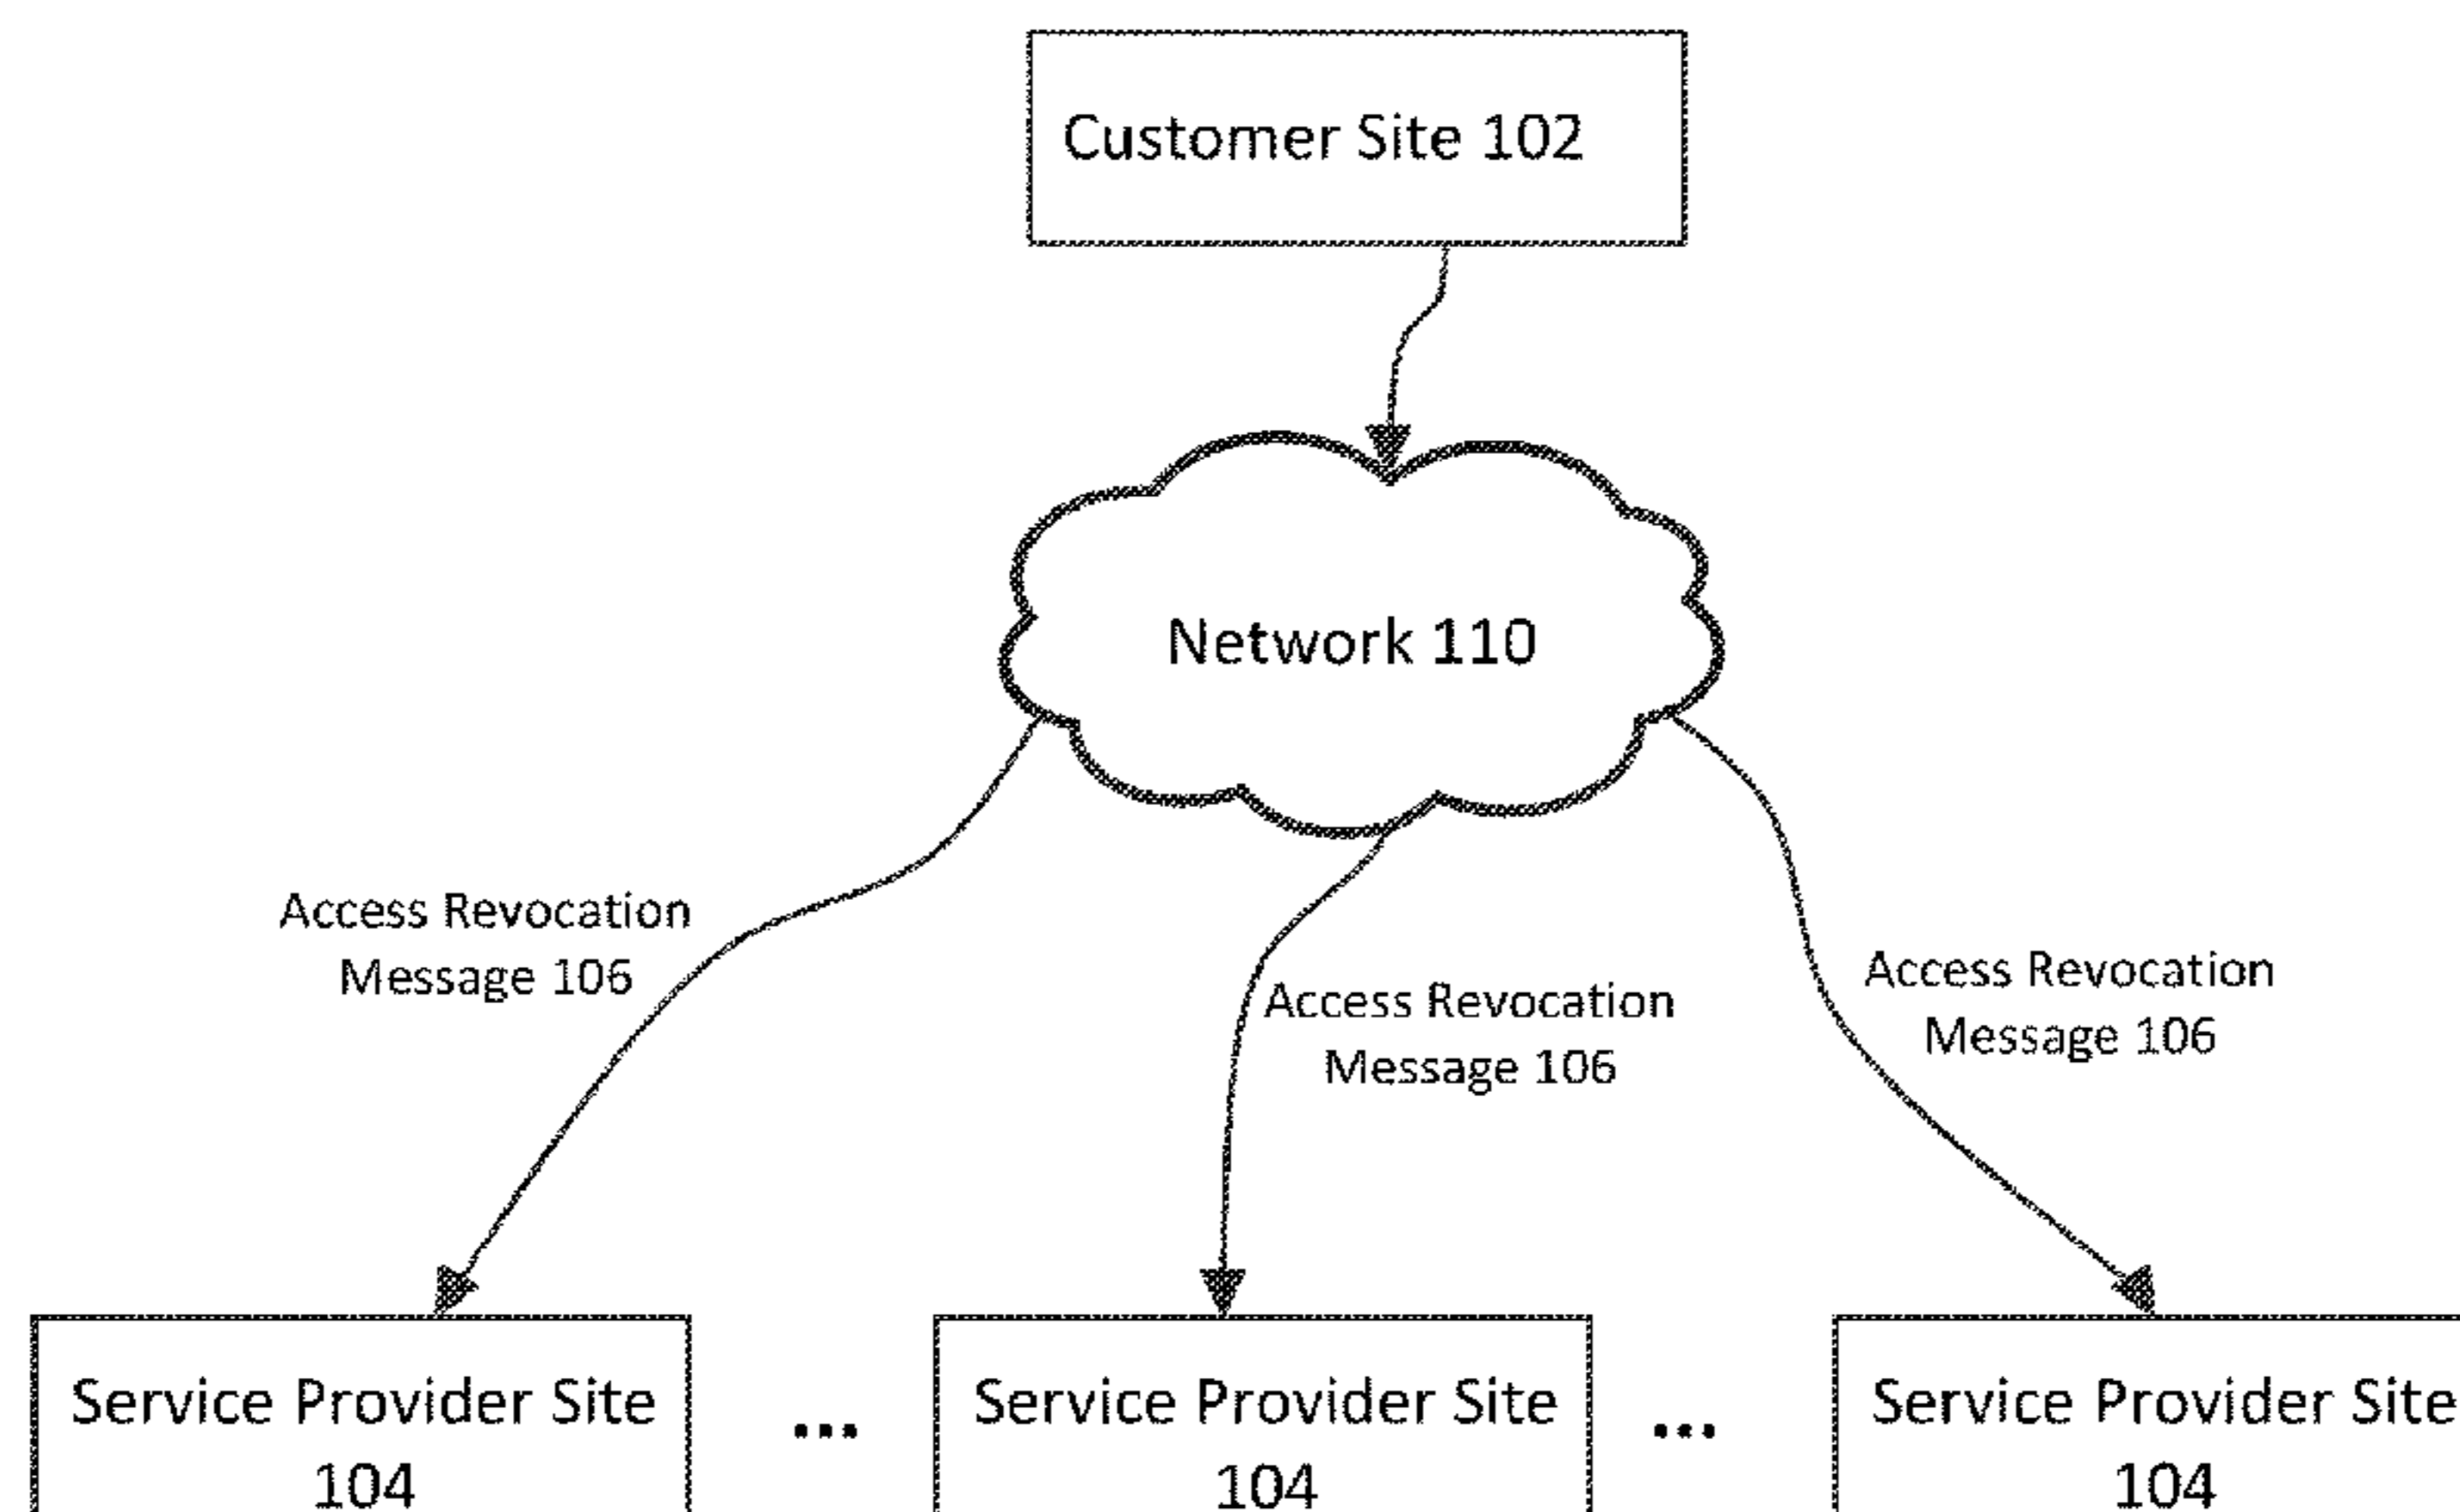 Customer Site 102
Network 110
Access Revocation
Message 106
Access Revocation
Message 106
Access Revocation
Message 106
Service Provider Site
104
...
Service Provider Site
104
...
Service Provider Site
104